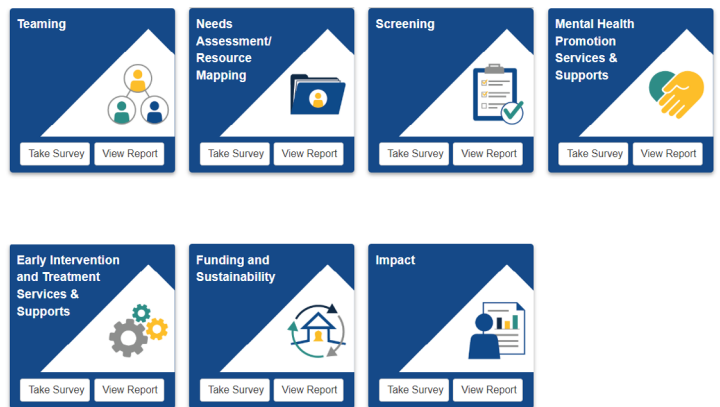 Teaming
Needs
Assessment/
Resource
Mapping
Screening
Mental Health
Promotion
Services &
Supports
Take Survey
View Report
Take Survey
View Report
Take Survey
View Report
Take Survey
View Report
Early Intervention
and Treatment
Services &
Supports
Funding and
Sustainability
Impact
Take Survey
View Report
Take Survey
View Report
Take Survey
View Report